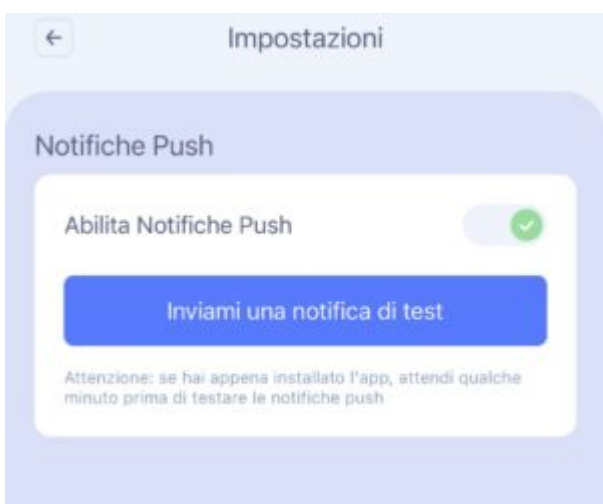 Impostazioni
Notifiche Push
Abilita Notifiche Push
Inviami una notifica di test
Attenzione: se hai appena installato l'app, attendi qualche
minuto prima di testare le notifiche push